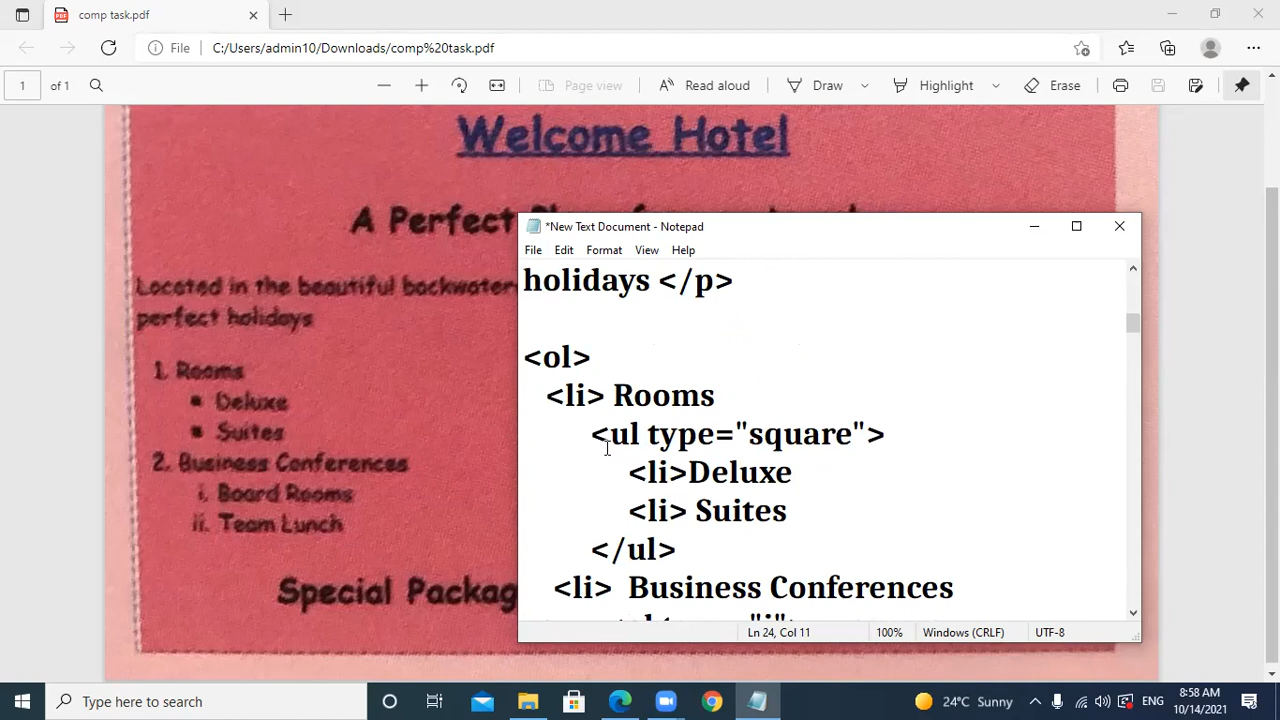 comp task.pdf
File C:/Users/admin10/Downloads/comp%20task.pdf
1 of 1 Page view Read aloud Draw Highlight Erase
Welcome Hotel
A Perfect
*New Text Document - Notepad
File Edit Format View Help
Located in the beautiful backwater
perfect holidays
1. Rooms
▪ Deluxe
▪ Suites
2. Business Conferences
i. Board Rooms
ii. Team Lunch
Special Packag
holidays </p>
<ol>
<li> Rooms
<ul type="square">
<li>Deluxe
<li> Suites
</ul>
<li> Business Conferences
Ln 24, Col 11 100% Windows (CRLF) UTF-8
Type here to search
24°C Sunny
ENG
8:58 AM
10/14/2021